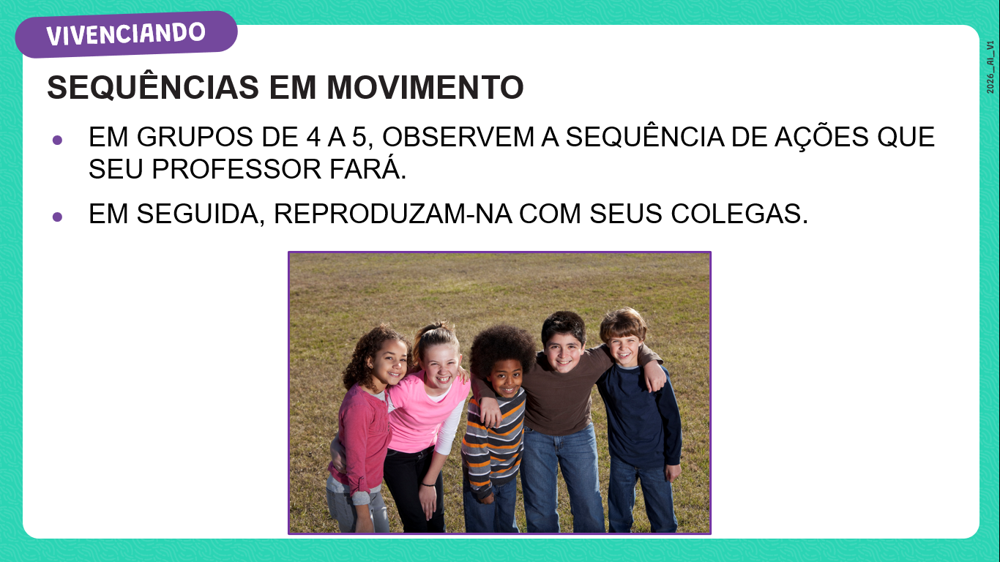 VIVENCIANDO
SEQUÊNCIAS EM MOVIMENTO
● EM GRUPOS DE 4 A 5, OBSERVEM A SEQUÊNCIA DE AÇÕES QUE
SEU PROFESSOR FARÁ.
● EM SEGUIDA, REPRODUZAM-NA COM SEUS COLEGAS.
2026_AI_V1